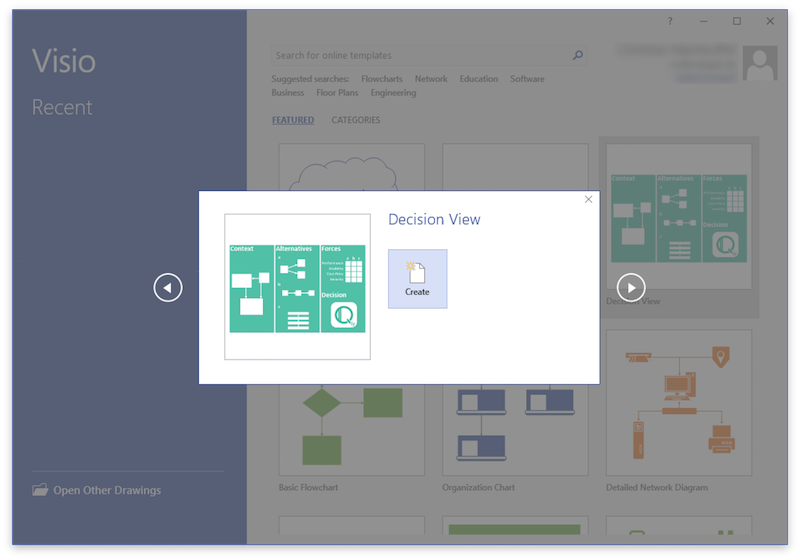 ?
Visio
Recent
Search for online templates
Suggested searches: Flowcharts Network Education Software
Business Floor Plans Engineering
FEATURED CATEGORIES
Context Alternatives Forces
Decision
Decision View
Decision View
Create
Context Alternatives Forces
Decision
Basic Flowchart
Organization Chart
Detailed Network Diagram
Open Other Drawings